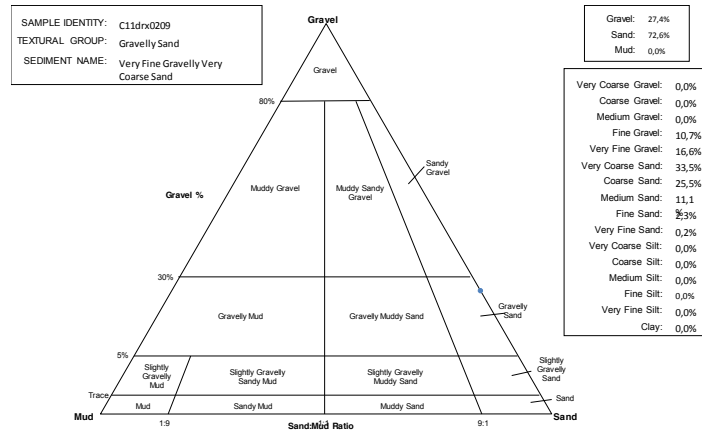 SAMPLE IDENTITY: C11drx0209
TEXTURAL GROUP: Gravelly Sand
SEDIMENT NAME: Very Fine Gravelly Very
Coarse Sand
Gravel: 27,4%
Sand: 72,6%
Mud: 0,0%
Very Coarse Gravel: 0,0%
Coarse Gravel: 0,0%
Medium Gravel: 0,0%
Fine Gravel: 10,7%
Very Fine Gravel: 16,6%
Very Coarse Sand: 33,5%
Coarse Sand: 25,5%
Medium Sand: 11,1
%
Fine Sand: 2,3%
Very Fine Sand: 0,2%
Very Coarse Silt: 0,0%
Coarse Silt: 0,0%
Medium Silt: 0,0%
Fine Silt: 0,0%
Very Fine Silt: 0,0%
Clay: 0,0%
Gravel
Gravel
80%
Sandy
Gravel
Muddy Gravel
Muddy Sandy
Gravel
Gravel %
30%
Gravelly Mud
Gravelly Muddy Sand
Gravelly
Sand
5%
Slightly
Gravelly
Mud
Slightly Gravelly
Sandy Mud
Slightly Gravelly
Muddy Sand
Slightly
Gravelly
Sand
Trace
Mud
Sandy Mud
Muddy Sand
Sand
Mud
Sand
1:9
1:1
9:1
Sand:Mud Ratio